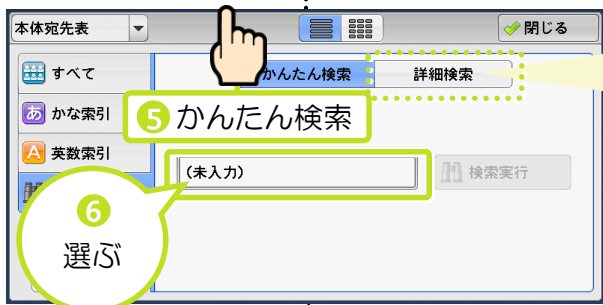 本体宛先表
閉じる
すべて
かんたん検索
詳細検索
あ かな索引
❺ かんたん検索
A 英数索引
(未入力)
検索実行
❻
選ぶ